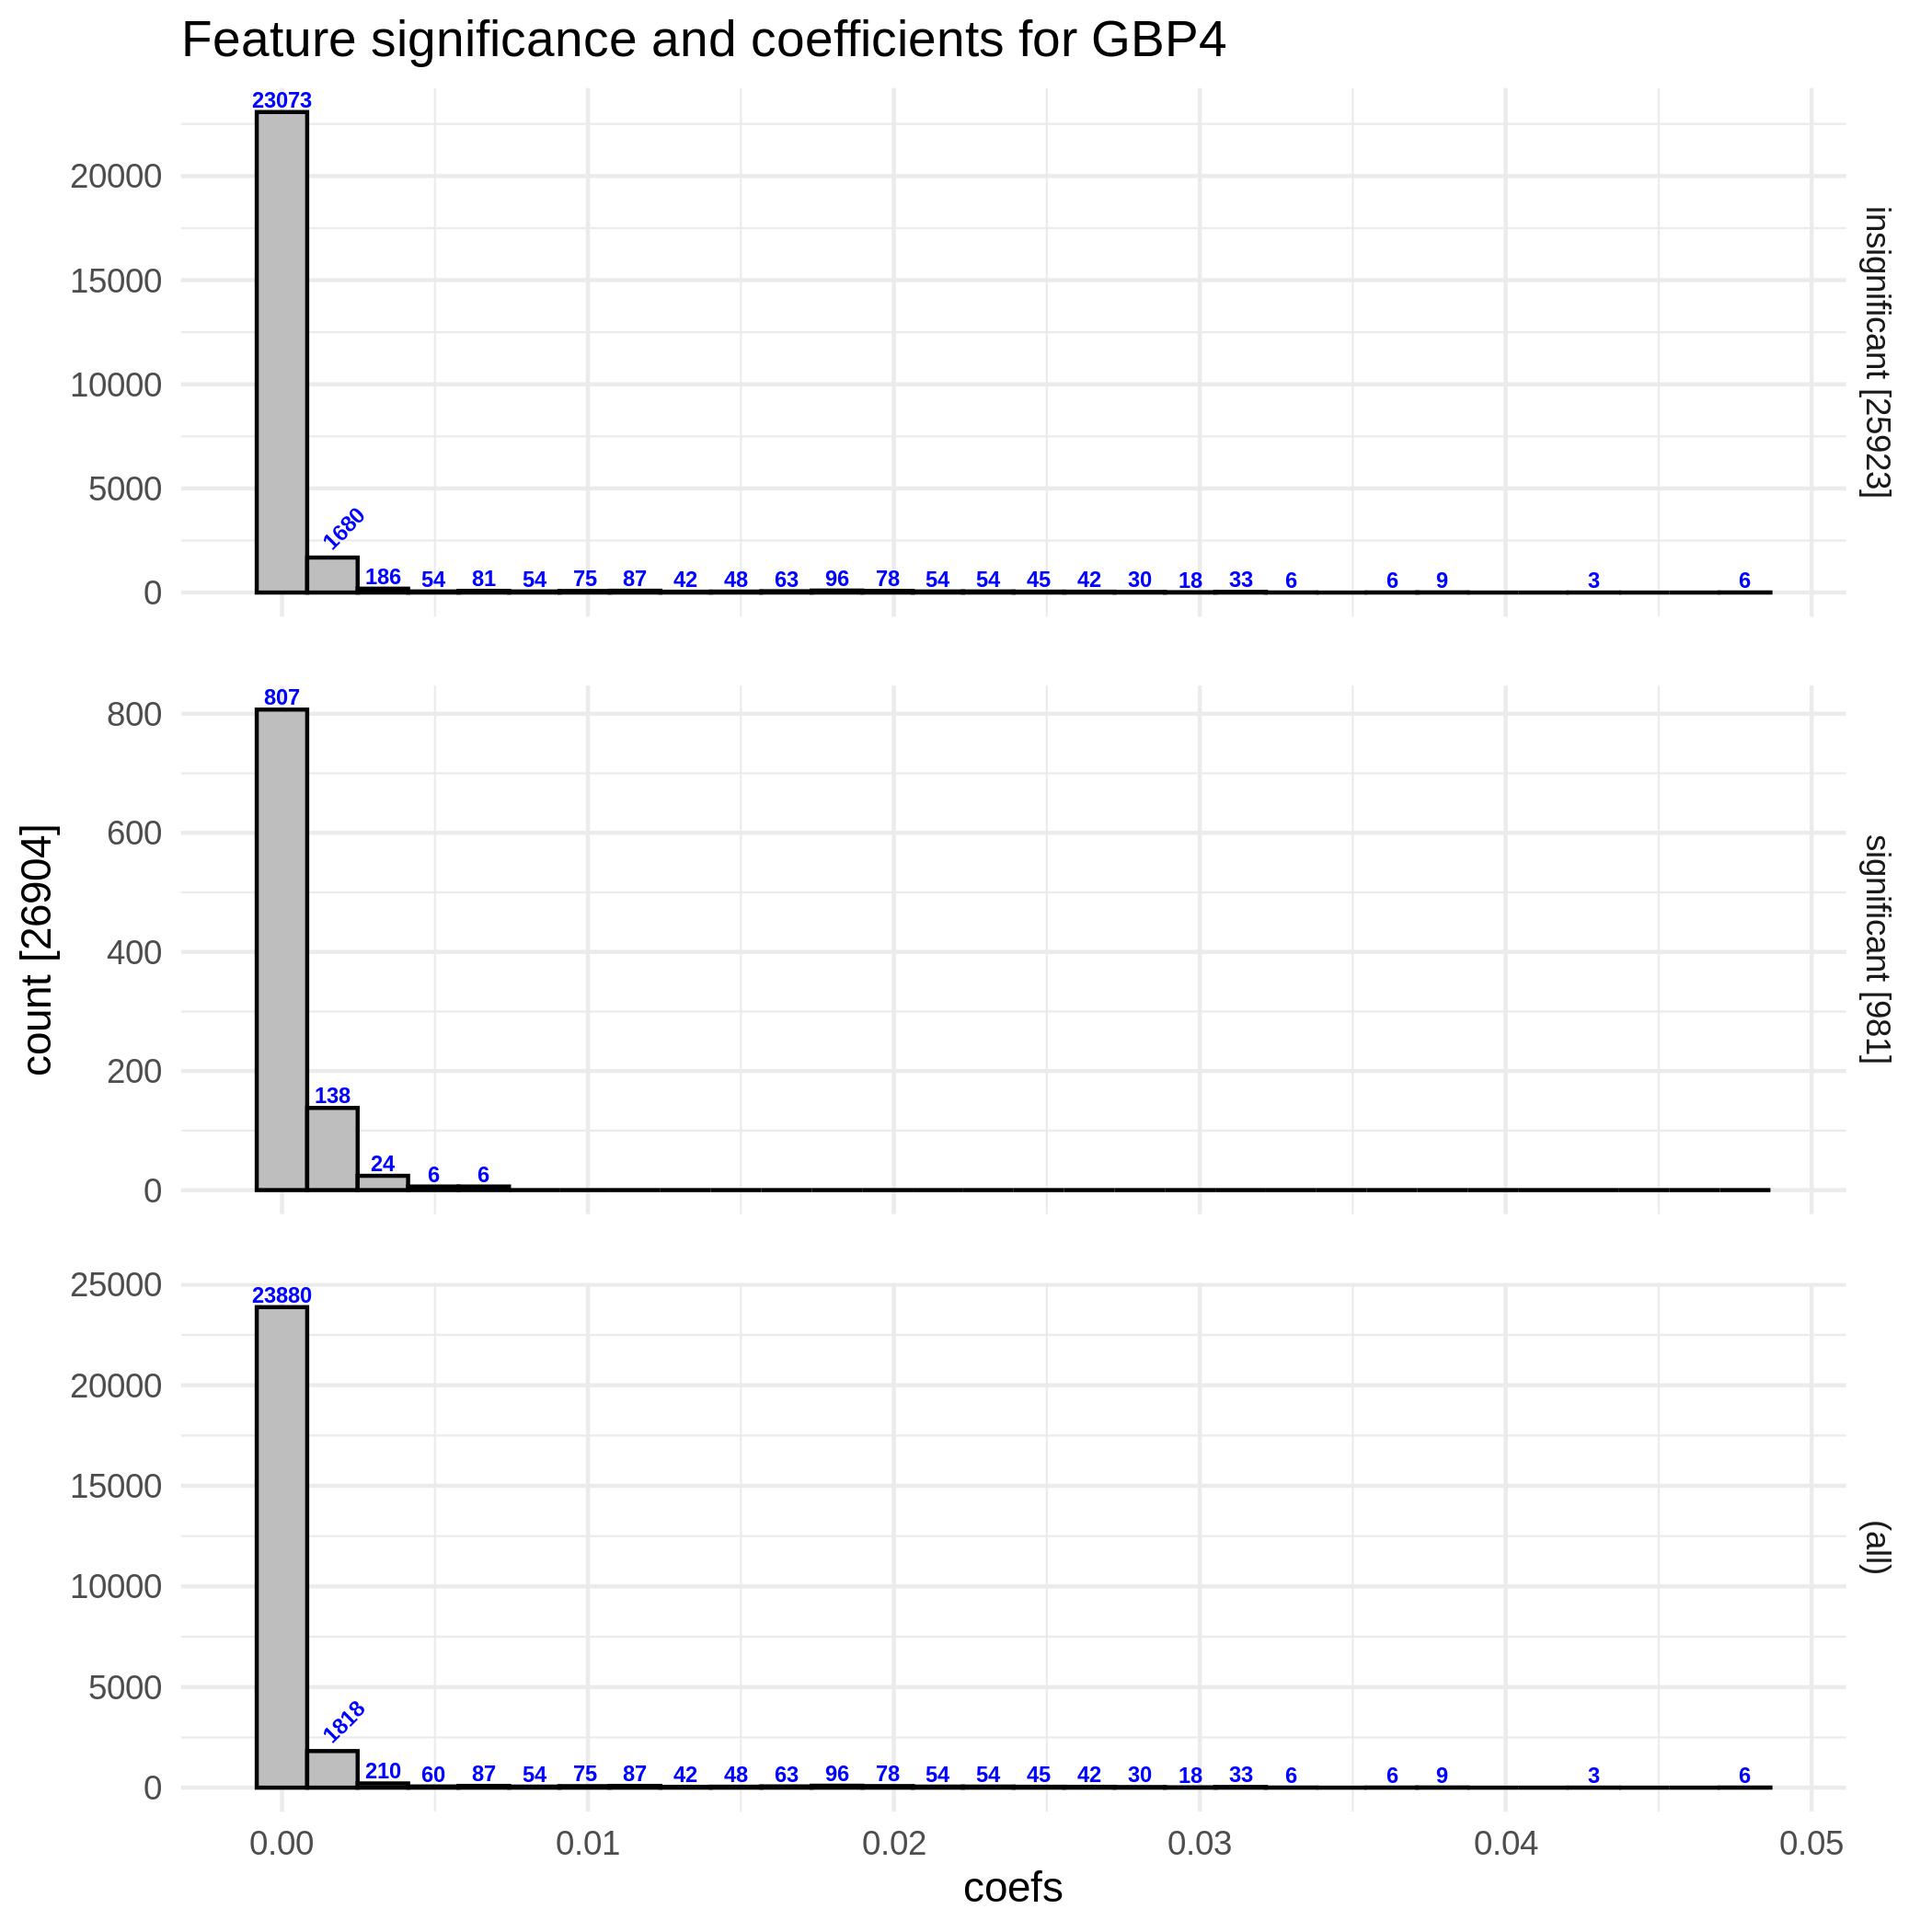 Feature significance and coefficients for GBP4
23073
20000
15000
10000
5000
0
1680
186 54 81 54 75 87 42 48 63 96 78 54 54 45 42 30 18 33 6 6 9 3 6
insignificant [25923]
count [26904]
807
800
600
400
200
0
138
24
6 6
significant [981]
25000
23880
20000
15000
10000
5000
0
1818
210 60 87 54 75 87 42 48 63 96 78 54 54 45 42 30 18 33 6 6 9 3 6
(all)
0.00 0.01 0.02 0.03 0.04 0.05
coefs